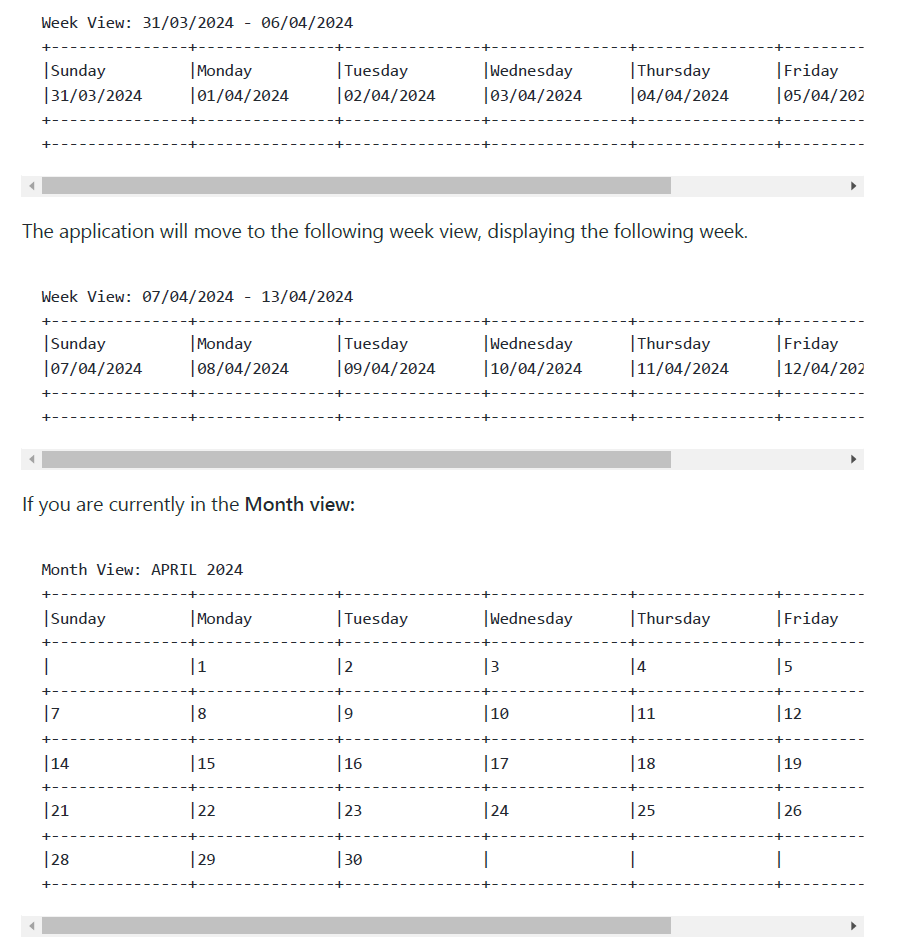 Week View: 31/03/2024 - 06/04/2024
+---------------+---------------+---------------+---------------+---------------+---------
|Sunday         |Monday         |Tuesday        |Wednesday      |Thursday       |Friday
|31/03/2024     |01/04/2024     |02/04/2024     |03/04/2024     |04/04/2024     |05/04/202
+---------------+---------------+---------------+---------------+---------------+---------
+---------------+---------------+---------------+---------------+---------------+---------
The application will move to the following week view, displaying the following week.
Week View: 07/04/2024 - 13/04/2024
+---------------+---------------+---------------+---------------+---------------+---------
|Sunday         |Monday         |Tuesday        |Wednesday      |Thursday       |Friday
|07/04/2024     |08/04/2024     |09/04/2024     |10/04/2024     |11/04/2024     |12/04/202
+---------------+---------------+---------------+---------------+---------------+---------
+---------------+---------------+---------------+---------------+---------------+---------
If you are currently in the Month view:
Month View: APRIL 2024
+---------------+---------------+---------------+---------------+---------------+---------
|Sunday         |Monday         |Tuesday        |Wednesday      |Thursday       |Friday
+---------------+---------------+---------------+---------------+---------------+---------
|               |1              |2              |3              |4              |5
+---------------+---------------+---------------+---------------+---------------+---------
|7              |8              |9              |10             |11             |12
+---------------+---------------+---------------+---------------+---------------+---------
|14             |15             |16             |17             |18             |19
+---------------+---------------+---------------+---------------+---------------+---------
|21             |22             |23             |24             |25             |26
+---------------+---------------+---------------+---------------+---------------+---------
|28             |29             |30             |               |               |
+---------------+---------------+---------------+---------------+---------------+---------